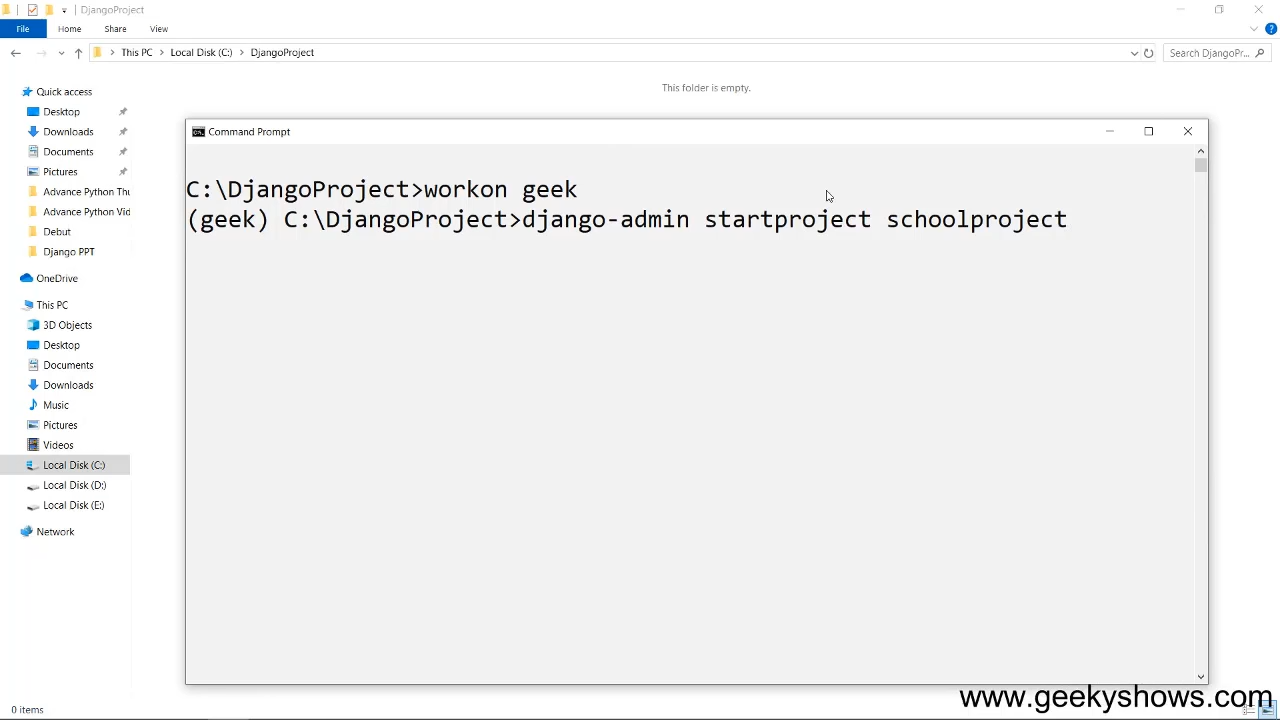 DjangoProject
File Home Share View
This PC Local Disk (C:) DjangoProject
Search DjangoPr...
This folder is empty.
Quick access
Desktop
Downloads
Documents
Pictures
Advance Python Thu
Advance Python Vid
Debut
Django PPT
OneDrive
This PC
3D Objects
Desktop
Documents
Downloads
Music
Pictures
Videos
Local Disk (C:)
Local Disk (D:)
Local Disk (E:)
Network
0 items
Command Prompt
C:\DjangoProject>workon geek
(geek) C:\DjangoProject>django-admin startproject schoolproject
www.geekyshows.com